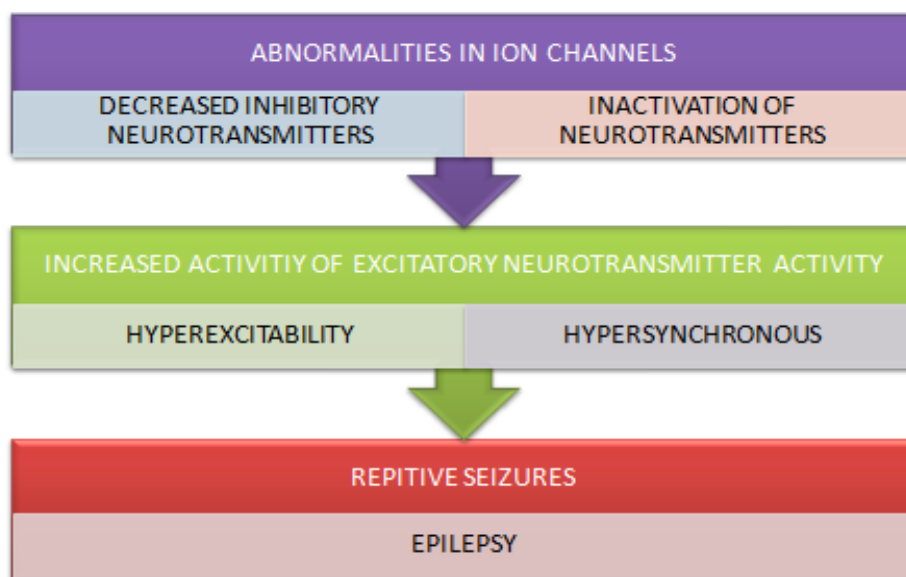 ABNORMALITIES IN ION CHANNELS
DECREASED INHIBITORY
NEUROTRANSMITTERS
INACTIVATION OF
NEUROTRANSMITTERS
INCREASED ACTIVITIY OF EXCITATORY NEUROTRANSMITTER ACTIVITY
HYPEREXCITABILITY
HYPERSYNCHRONOUS
REPITIVE SEIZURES
EPILEPSY